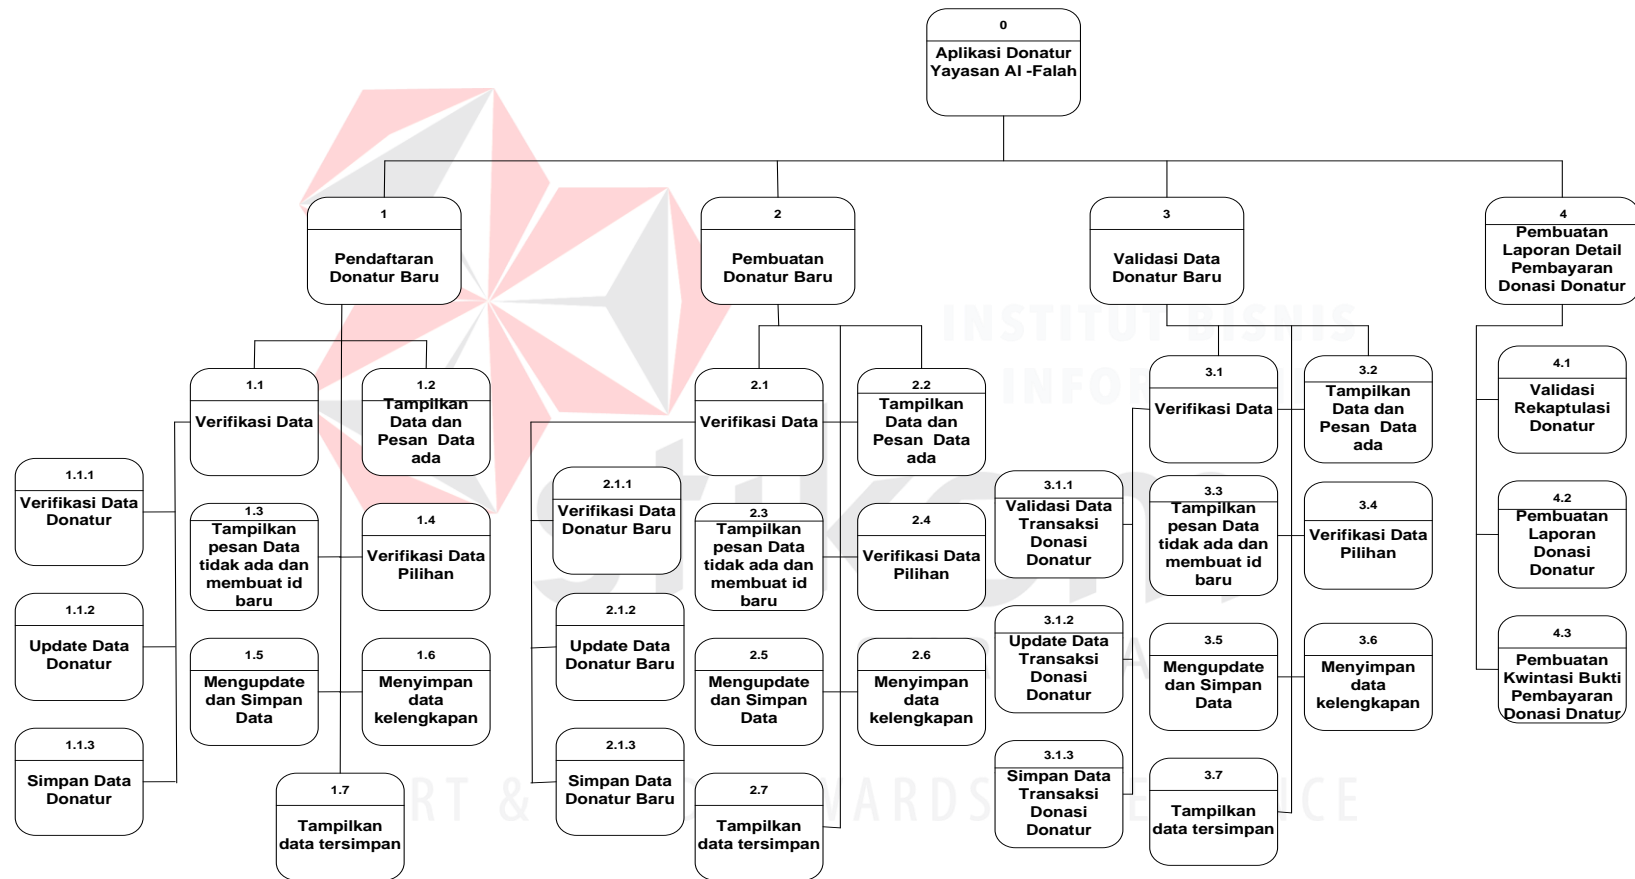 0
Aplikasi Donatur
Yayasan Al -Falah
1
Pendaftaran
Donatur Baru
2
Pembuatan
Donatur Baru
3
Validasi Data
Donatur Baru
4
Pembuatan
Laporan Detail
Pembayaran
Donasi Donatur
1.1
Verifikasi Data
1.2
Tampilkan
Data dan
Pesan Data
ada
1.1.1
Verifikasi Data
Donatur
1.3
Tampilkan
pesan Data
tidak ada dan
membuat id
baru
1.4
Verifikasi Data
Pilihan
1.1.2
Update Data
Donatur
1.5
Mengupdate
dan Simpan
Data
1.6
Menyimpan
data
kelengkapan
1.1.3
Simpan Data
Donatur
1.7
Tampilkan
data tersimpan
2.1
Verifikasi Data
2.2
Tampilkan
Data dan
Pesan Data
ada
2.1.1
Verifikasi Data
Donatur Baru
2.3
Tampilkan
pesan Data
tidak ada dan
membuat id
baru
2.4
Verifikasi Data
Pilihan
2.1.2
Update Data
Donatur Baru
2.5
Mengupdate
dan Simpan
Data
2.6
Menyimpan
data
kelengkapan
2.1.3
Simpan Data
Donatur Baru
2.7
Tampilkan
data tersimpan
3.1
Verifikasi Data
3.2
Tampilkan
Data dan
Pesan Data
ada
3.1.1
Validasi Data
Transaksi
Donasi
Donatur
3.3
Tampilkan
pesan Data
tidak ada dan
membuat id
baru
3.4
Verifikasi Data
Pilihan
3.1.2
Update Data
Transaksi
Donasi
Donatur
3.5
Mengupdate
dan Simpan
Data
3.6
Menyimpan
data
kelengkapan
3.1.3
Simpan Data
Transaksi
Donasi
Donatur
3.7
Tampilkan
data tersimpan
4.1
Validasi
Rekaptulasi
Donatur
4.2
Pembuatan
Laporan
Donasi
Donatur
4.3
Pembuatan
Kwintasi Bukti
Pembayaran
Donasi Dnatur
INSTITUT BISNIS
stikom